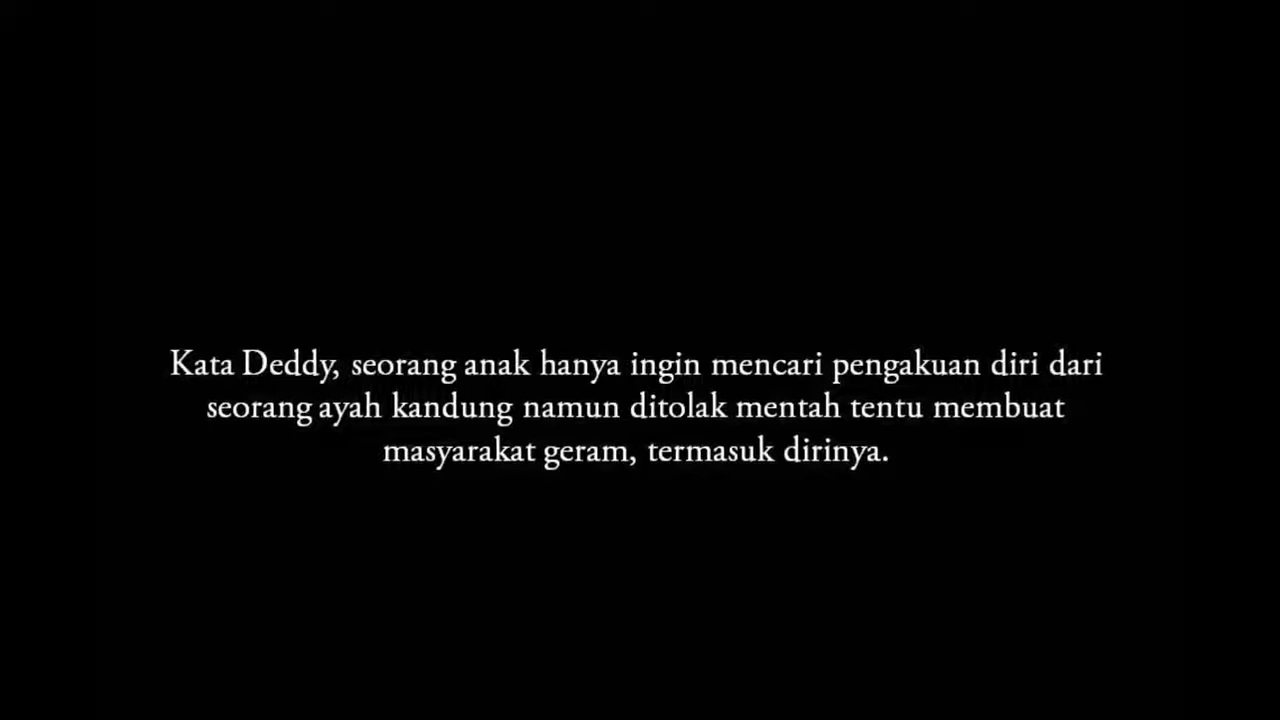 Kata Deddy, seorang anak hanya ingin mencari pengakuan diri dari
seorang ayah kandung namun ditolak mentah tentu membuat
masyarakat geram, termasuk dirinya.